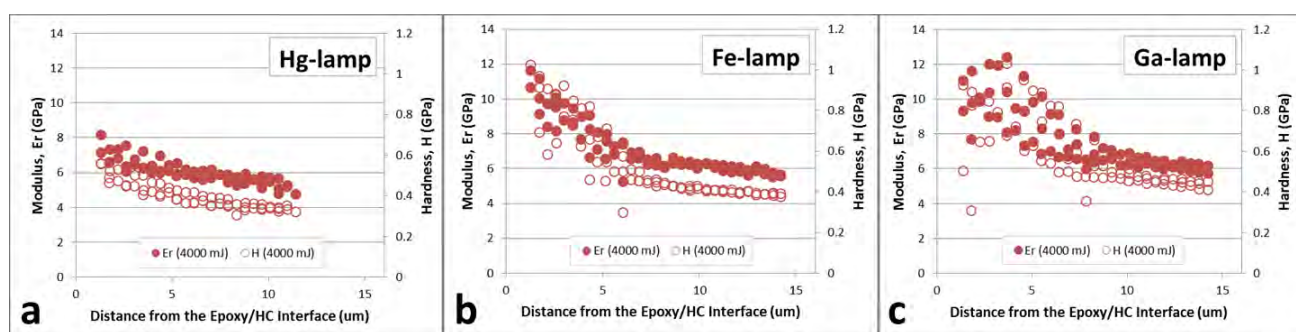 Hg-lamp
Modulus, Er (GPa)
14
12
10
8
6
4
2
0
1.2
1
0.8
0.6
0.4
0.2
0
Hardness, H (GPa)
Er (4000 mJ)
H (4000 mJ)
0
5
10
15
a
Distance from the Epoxy/HC Interface (um)
Fe-lamp
Modulus, Er (GPa)
14
12
10
8
6
4
2
0
1.2
1
0.8
0.6
0.4
0.2
0
Hardness, H (GPa)
Er (4000 mJ)
H (4000 mJ)
0
5
10
15
b
Distance from the Epoxy/HC Interface (um)
Ga-lamp
Modulus, Er (GPa)
14
12
10
8
6
4
2
0
1.2
1
0.8
0.6
0.4
0.2
0
Hardness, H (GPa)
Er (4000 mJ)
H (4000 mJ)
0
5
10
15
c
Distance from the Epoxy/HC Interface (um)